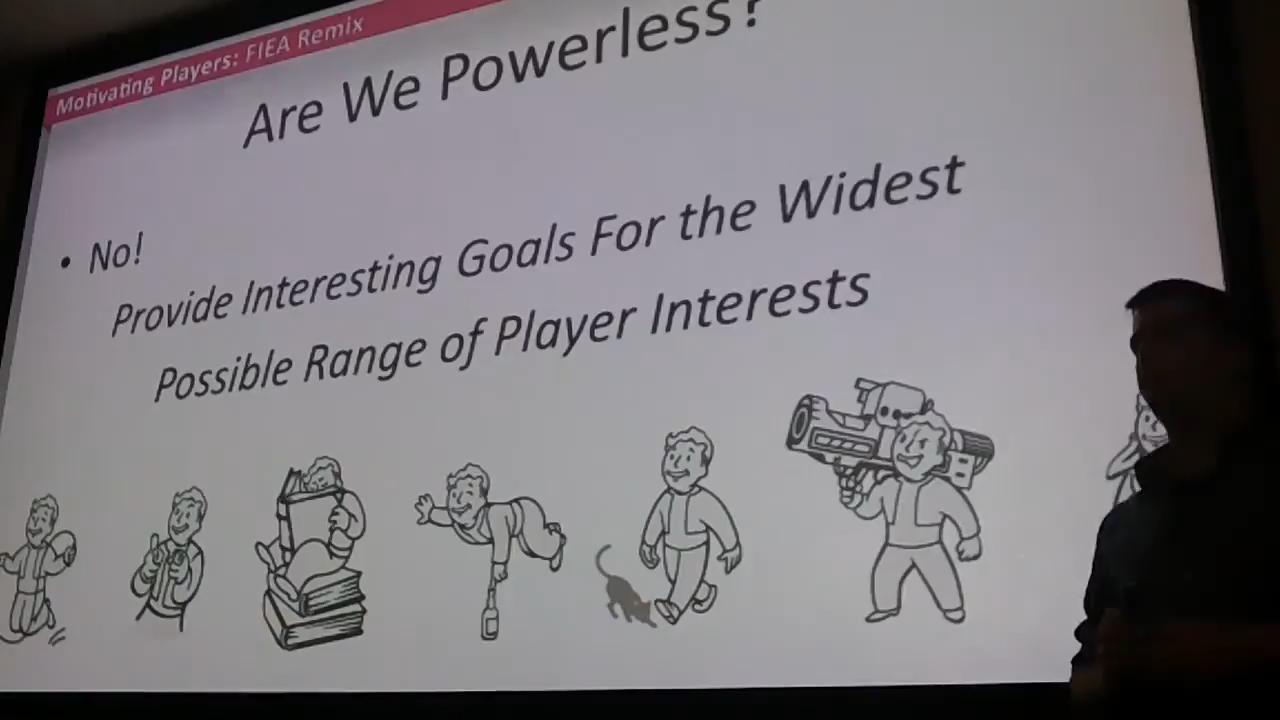 Motivating Players: FIEA Remix
Are We Powerless?
• No!
Provide Interesting Goals For the Widest
Possible Range of Player Interests